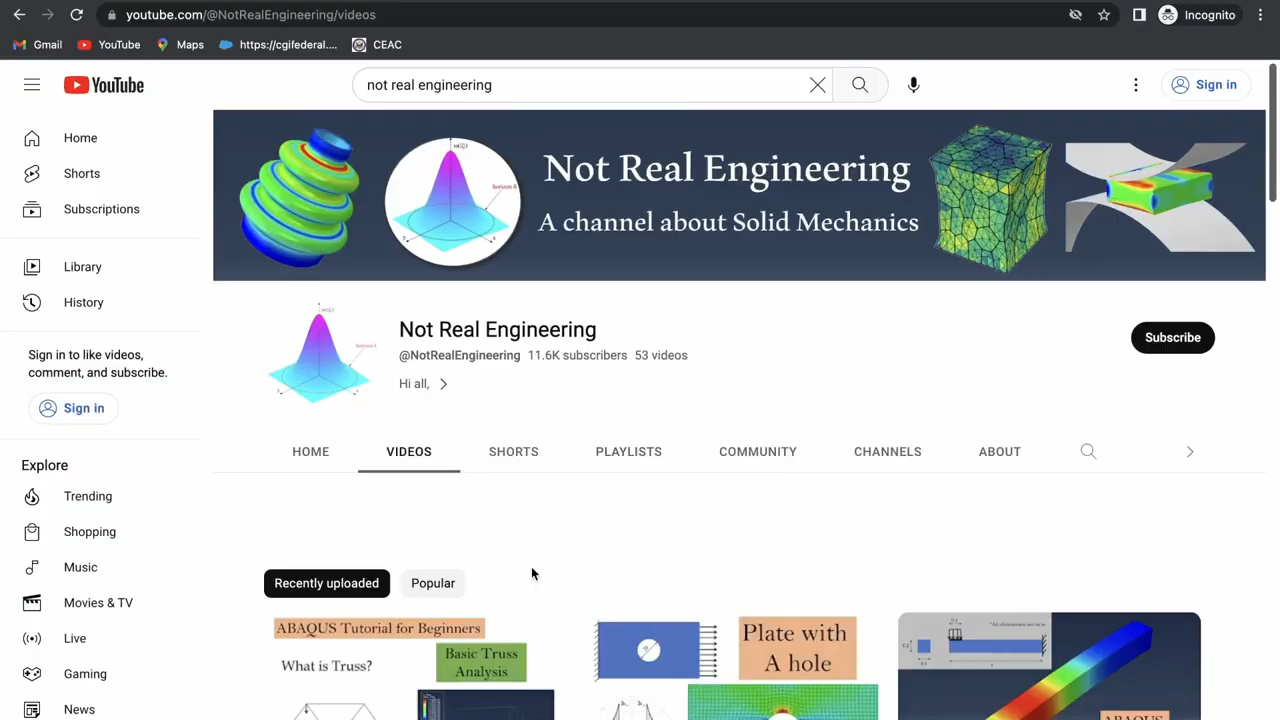 youtube.com/@NotRealEngineering/videos
Incognito
Gmail
YouTube
Maps
https://cgifederal....
CEAC
YouTube
not real engineering
Sign in
Home
Shorts
Subscriptions
Library
History
Sign in to like videos,
comment, and subscribe.
Sign in
Explore
Trending
Shopping
Music
Movies & TV
Live
Gaming
News
Not Real Engineering
A channel about Solid Mechanics
Not Real Engineering
@NotRealEngineering 11.6K subscribers 53 videos
Hi all,
Subscribe
HOME
VIDEOS
SHORTS
PLAYLISTS
COMMUNITY
CHANNELS
ABOUT
Recently uploaded
Popular
ABAQUS Tutorial for Beginners
What is Truss?
Basic Truss
Analysis
Plate with
A hole
ABAQUS